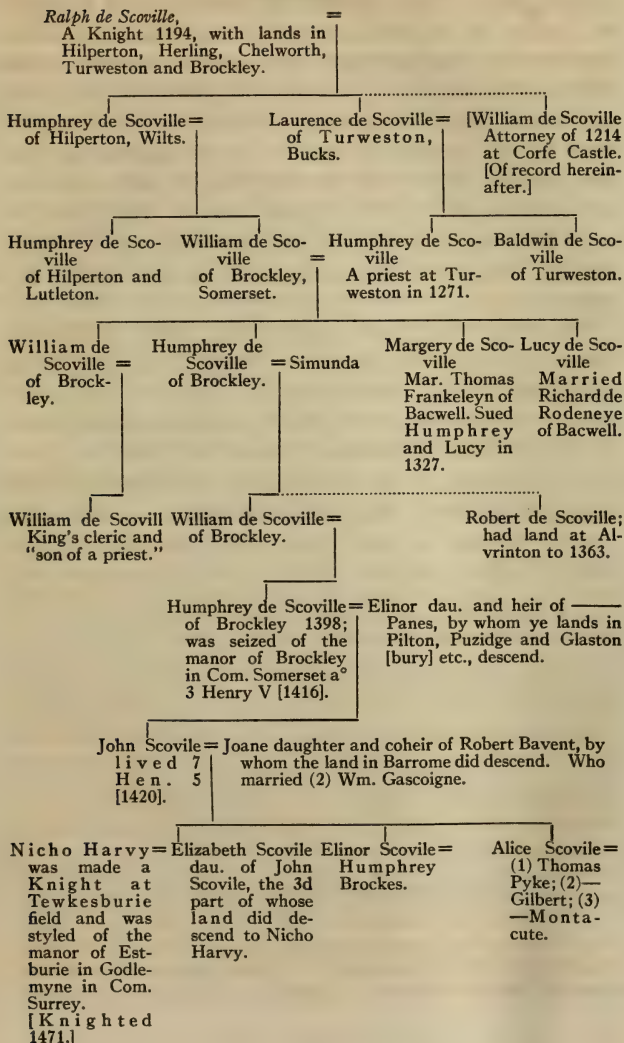 Ralph de Scoville, =
A Knight 1194, with lands in
Hilperton, Herling, Chelworth,
Turweston and Brockley.
Humphrey de Scoville =
of Hilperton, Wilts.
Laurence de Scoville =
of Turweston,
Bucks.
[William de Scoville
Attorney of 1214
at Corfe Castle.
[Of record herein-
after.]
Humphrey de Sco-
ville
of Hilperton and
Lutleton.
William de Sco-
ville =
of Brockley,
Somerset.
Humphrey de Sco-
ville
A priest at Tur-
weston in 1271.
Baldwin de Sco-
ville
of Turweston.
William de
Scoville =
of Brock-
ley.
Humphrey de
Scoville = Simunda
of Brockley.
Margery de Sco-
ville
Mar. Thomas
Frankeleyn of
Bacwell. Sued
Humphrey
and Lucy in
1327.
Lucy de Sco-
ville
Married
Richard de
Rodeneye
of Bacwell.
William de Scovill
King's cleric and
"son of a priest."
William de Scoville =
of Brockley.
Robert de Scoville;
had land at Al-
vrinton to 1363.
Humphrey de Scoville =
of Brockley 1398;
was seized of the
manor of Brockley
in Com. Somerset a°
3 Henry V [1416].
Elinor dau. and heir of ——
Panes, by whom ye lands in
Pilton, Puzidge and Glaston
[bury] etc., descend.
John Scovile =
lived 7
Hen. 5
[1420].
Joane daughter and coheir of Robert Bavent, by
whom the land in Barrome did descend. Who
married (2) Wm. Gascoigne.
Nicho Harvy =
was made a
Knight at
Tewkesburie
field and was
styled of the
manor of Est-
burie in Godle-
myne in Com.
Surrey.
[Knighted
1471.]
Elizabeth Scovile
dau. of John
Scovile, the 3d
part of whose
land did de-
scend to Nicho
Harvy.
Elinor Scovile =
Humphrey
Brockes.
Alice Scovile =
(1) Thomas
Pyke; (2)—
Gilbert; (3)
—Monta-
cute.